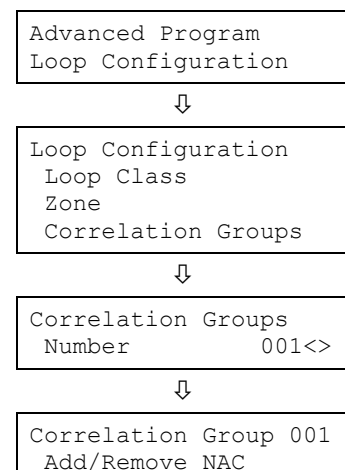 Advanced Program
Loop Configuration
⇩
Loop Configuration
Loop Class
Zone
Correlation Groups
⇩
Correlation Groups
Number 001<>
⇩
Correlation Group 001
Add/Remove NAC